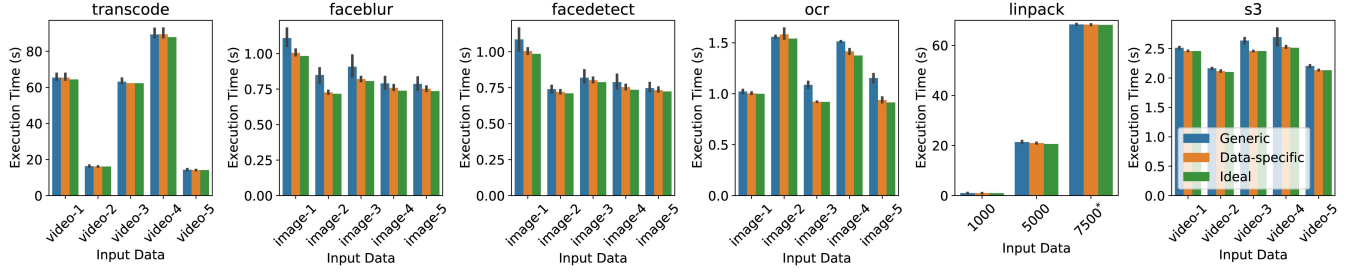 transcode
Execution Time (s)
80
60
40
20
0
video-1
video-2
video-3
video-4
video-5
Input Data
faceblur
Execution Time (s)
1.00
0.75
0.50
0.25
0.00
image-1
image-2
image-3
image-4
image-5
Input Data
facedetect
Execution Time (s)
1.00
0.75
0.50
0.25
0.00
image-1
image-2
image-3
image-4
image-5
Input Data
ocr
Execution Time (s)
1.5
1.0
0.5
0.0
image-1
image-2
image-3
image-4
image-5
Input Data
linpack
Execution Time (s)
60
40
20
0
1000
5000
7500*
Input Data
s3
Execution Time (s)
2.5
2.0
1.5
1.0
0.5
0.0
Generic
Data-specific
Ideal
video-1
video-2
video-3
video-4
video-5
Input Data